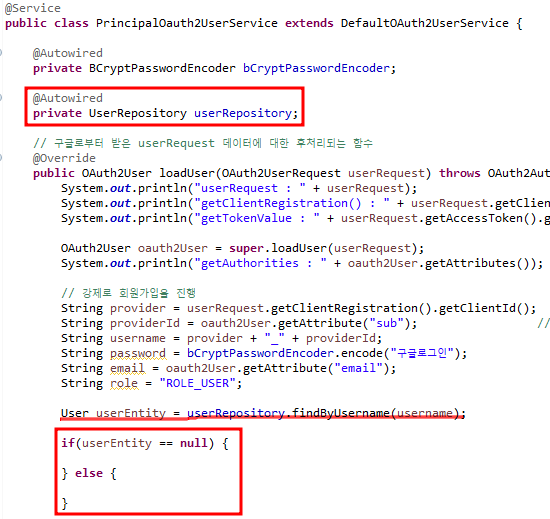 @Service
public class PrincipalOauth2UserService extends DefaultOAuth2UserService {
@Autowired
private BCryptPasswordEncoder bCryptPasswordEncoder;
@Autowired
private UserRepository userRepository;
// 구글로부터 받은 userRequest 데이터에 대한 후처리되는 함수
@Override
public OAuth2User loadUser(OAuth2UserRequest userRequest) throws OAuth2Aut
System.out.println("userRequest : " + userRequest);
System.out.println("getClientRegistration() : " + userRequest.getClien
System.out.println("getTokenValue : " + userRequest.getAccessToken().g
OAuth2User oauth2User = super.loadUser(userRequest);
System.out.println("getAuthorities : " + oauth2User.getAttributes());
// 강제로 회원가입을 진행
String provider = userRequest.getClientRegistration().getClientId();
String providerId = oauth2User.getAttribute("sub"); //
String username = provider + "_" + providerId;
String password = bCryptPasswordEncoder.encode("구글로그인");
String email = oauth2User.getAttribute("email");
String role = "ROLE_USER";
User userEntity = userRepository.findByUsername(username);
if(userEntity == null) {
} else {
}